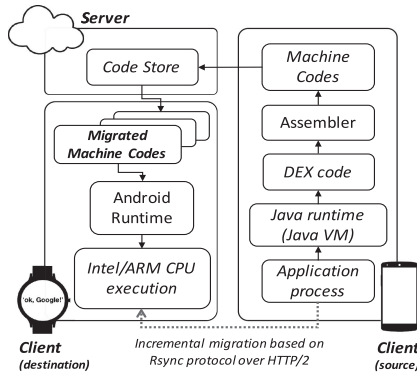 Server
Code Store
Machine
Codes
Assembler
Migrated
Machine Codes
DEX code
Android
Runtime
Java runtime
(Java VM)
Intel/ARM CPU
execution
Application
process
'ok, Google!'
Client
(destination)
Incremental migration based on
Rsync protocol over HTTP/2
Client
(source)